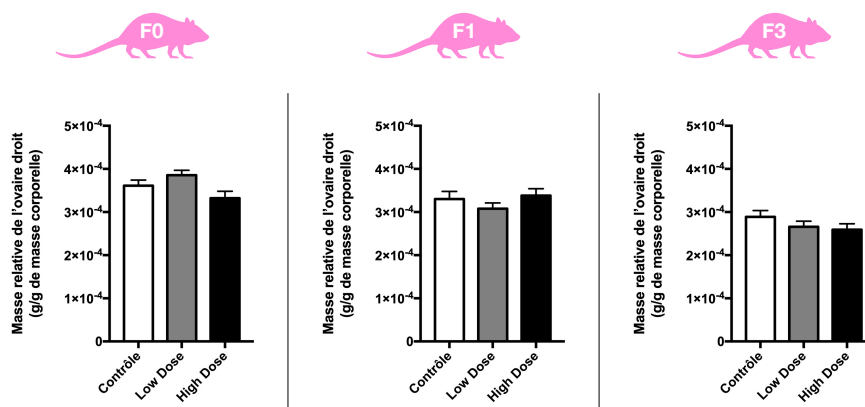 F0
F1
F3
Masse relative de l'ovaire droit
(g/g de masse corporelle)
5×10⁻⁴
4×10⁻⁴
3×10⁻⁴
2×10⁻⁴
1×10⁻⁴
0
Contrôle
Low Dose
High Dose
Masse relative de l'ovaire droit
(g/g de masse corporelle)
5×10⁻⁴
4×10⁻⁴
3×10⁻⁴
2×10⁻⁴
1×10⁻⁴
0
Contrôle
Low Dose
High Dose
Masse relative de l'ovaire droit
(g/g de masse corporelle)
5×10⁻⁴
4×10⁻⁴
3×10⁻⁴
2×10⁻⁴
1×10⁻⁴
0
Contrôle
Low Dose
High Dose